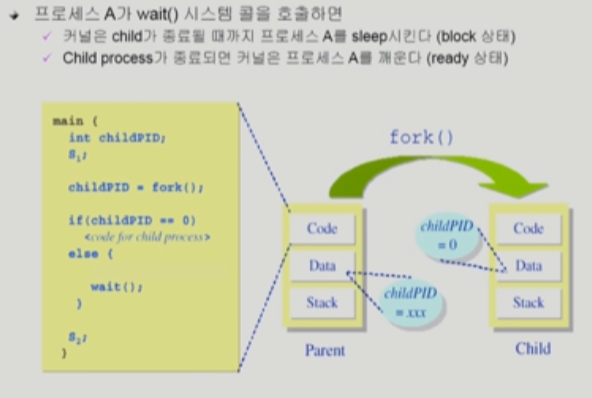 프로세스 A가 wait() 시스템 콜을 호출하면
커널은 child가 종료될 때까지 프로세스 A를 sleep시킨다 (block 상태)
Child process가 종료되면 커널은 프로세스 A를 깨운다 (ready 상태)
main {
int childPID;
S₁;
childPID = fork();
if(childPID == 0)
<code for child process>
else {
wait();
}
S₂;
}
fork()
Code
Data
Stack
Parent
childPID
= xxx
childPID
= 0
Code
Data
Stack
Child